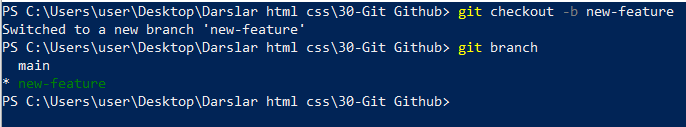 PS C:\Users\user\Desktop\Darslar html css\30-Git Github> git checkout -b new-feature
Switched to a new branch 'new-feature'
PS C:\Users\user\Desktop\Darslar html css\30-Git Github> git branch
  main
* new-feature
PS C:\Users\user\Desktop\Darslar html css\30-Git Github>